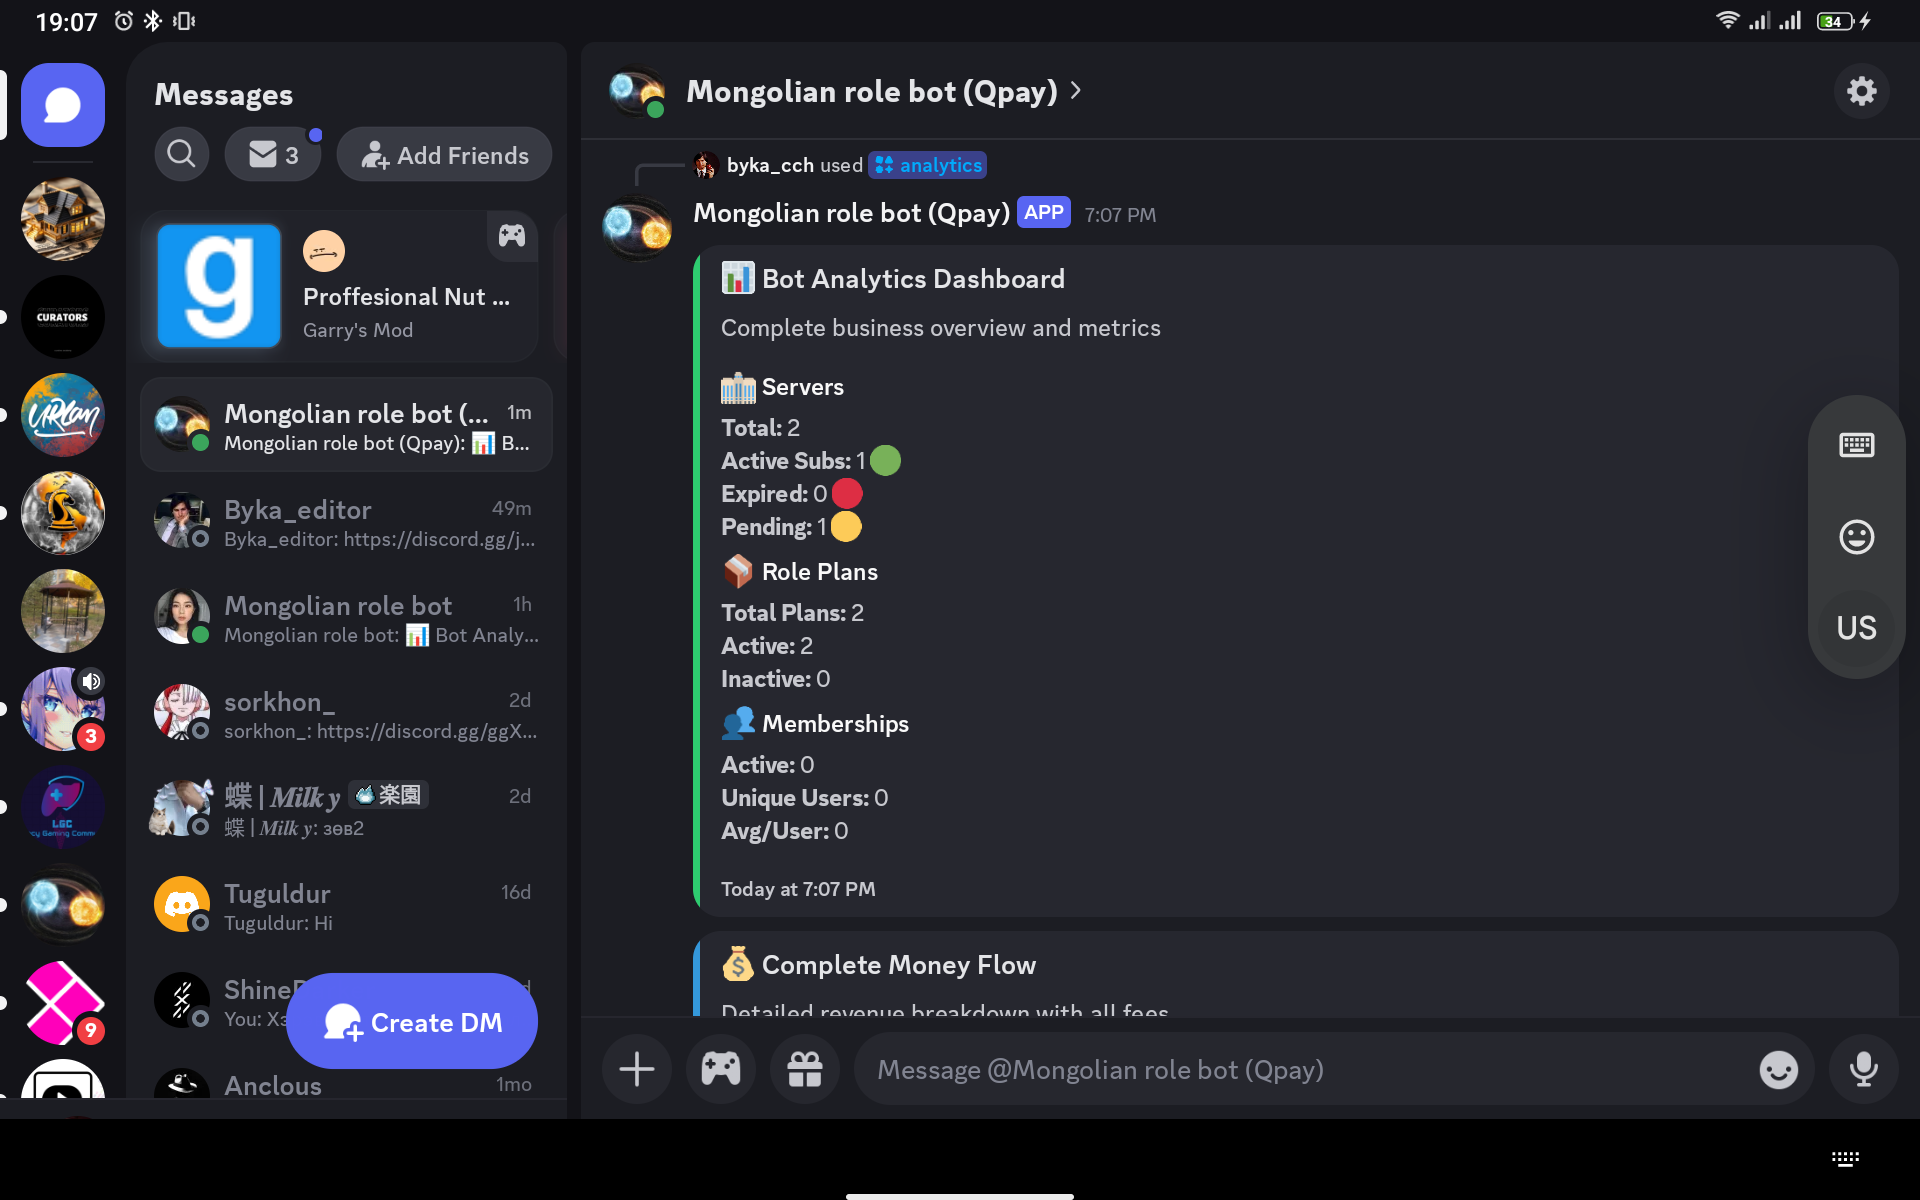 19:07
34
Messages
3
Add Friends
Proffesional Nut ...
Garry's Mod
Mongolian role bot (... 1m
Mongolian role bot (Qpay): 📊 B...
Byka_editor 49m
Byka_editor: https://discord.gg/j...
Mongolian role bot 1h
Mongolian role bot: 📊 Bot Analy...
sorkhon_ 2d
sorkhon_: https://discord.gg/ggX...
蝶 | Milky 楽園 2d
蝶 | Milky: зөв2
Tuguldur 16d
Tuguldur: Hi
You:
Create DM
Anclous 1mo
CURATORS
URLAN
3
LGC
9
Mongolian role bot (Qpay)
byka_cch used analytics
Mongolian role bot (Qpay) APP 7:07 PM
📊 Bot Analytics Dashboard
Complete business overview and metrics
🏥 Servers
Total: 2
Active Subs: 1 🟢
Expired: 0 🔴
Pending: 1 🟡
📦 Role Plans
Total Plans: 2
Active: 2
Inactive: 0
👥 Memberships
Active: 0
Unique Users: 0
Avg/User: 0
Today at 7:07 PM
💰 Complete Money Flow
Detailed revenue breakdown with all fees
Message @Mongolian role bot (Qpay)
US